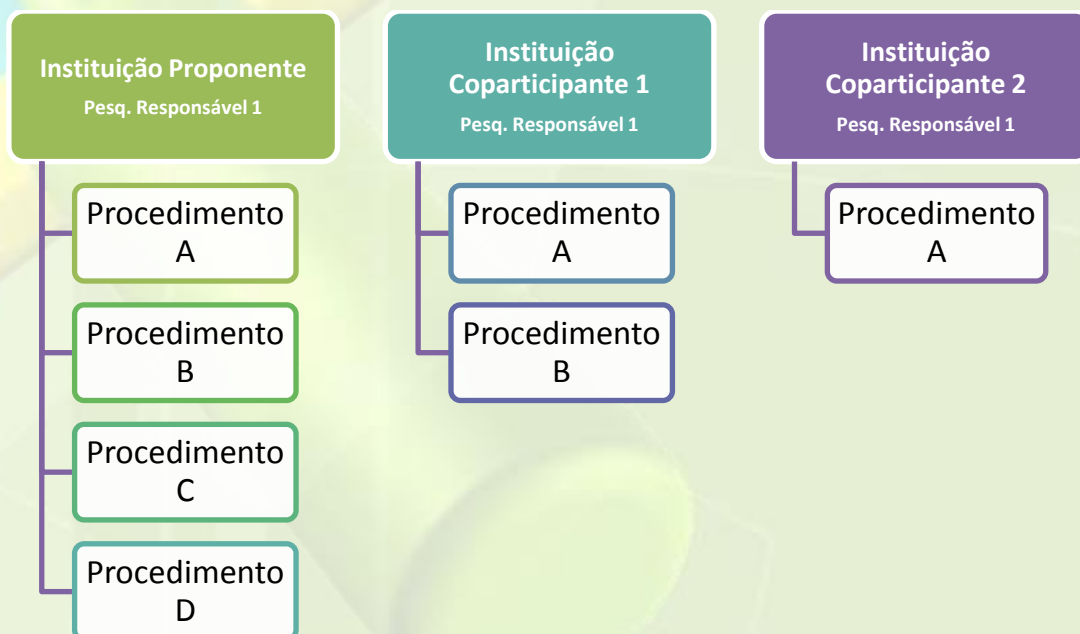 Instituição Proponente
Pesq. Responsável 1
Procedimento
A
Procedimento
B
Procedimento
C
Procedimento
D
Instituição
Coparticipante 1
Pesq. Responsável 1
Procedimento
A
Procedimento
B
Instituição
Coparticipante 2
Pesq. Responsável 1
Procedimento
A